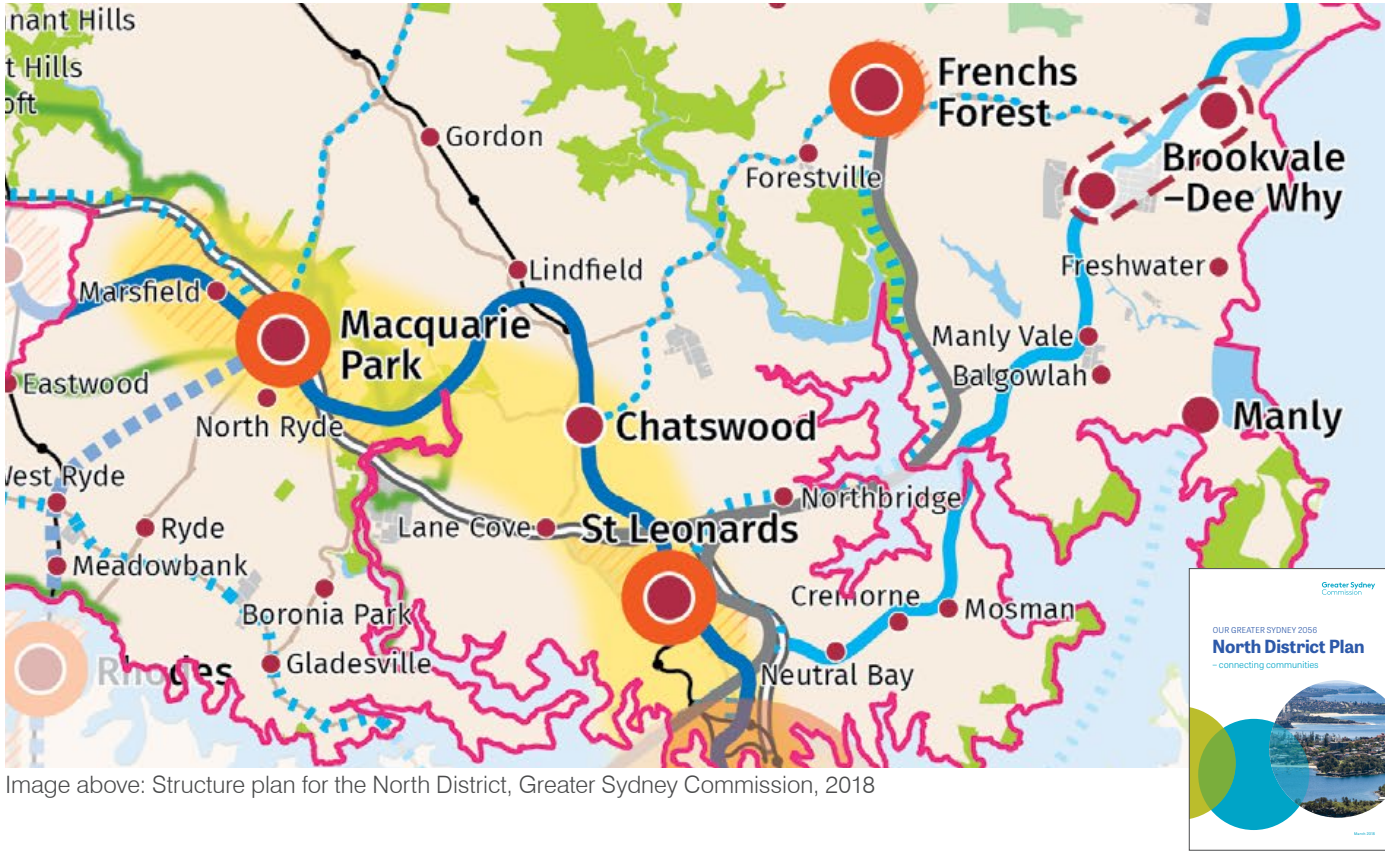 nant Hills
t Hills
oft
Gordon
Frenchs
Forest
Forestville
Brookvale
–Dee Why
Lindfield
Freshwater
Marsfield
Macquarie
Park
Manly Vale
Balgowlah
Eastwood
North Ryde
Chatswood
Manly
West Ryde
Northbridge
Ryde
Lane Cove
St Leonards
Meadowbank
Boronia Park
Cremorne
Mosman
Rhodes
Gladesville
Neutral Bay
Greater Sydney
Commission
OUR GREATER SYDNEY 2056
North District Plan
– connecting communities
March 2018
Image above: Structure plan for the North District, Greater Sydney Commission, 2018